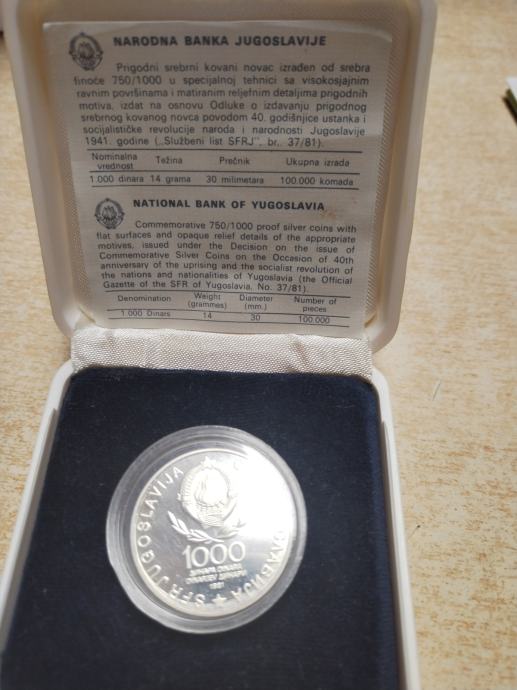 NARODNA BANKA JUGOSLAVIJE
Prigodni srebrni kovani novac izrađen od srebra
finoće 750/1000 u specijalnoj tehnici sa visokosjajnim
ravnim površinama i matiranim reljefnim detaljima prigodnih
motiva, izdat na osnovu Odluke o izdavanju prigodnog
srebrnog kovanog novca povodom 40. godišnjice ustanka i
socijalističke revolucije naroda i narodnosti Jugoslavije
1941. godine („Službeni list SFRJ", br. 37/81).
Nominalna vrednost Težina Prečnik Ukupna izrada
1.000 dinara 14 grama 30 milimetara 100.000 komada
NATIONAL BANK OF YUGOSLAVIA
Commemorative 750/1000 proof silver coins with
flat surfaces and opaque relief details of the appropriate
motives, issued under the Decision on the issue of
Commemorative Silver Coins on the Occasion of 40th
anniversary of the uprising and the socialist revolution of
the nations and nationalities of Yugoslavia (the Official
Gazette of the SFR of Yugoslavia, No. 37/81).
Denomination Weight (grammes) Diameter (mm.) Number of pieces
1.000 Dinars 14 30 100.000
SFR JUGOSLAVIJA
СЛАВИЈА
1000
ДИНАРА DINARA
DINARJEV ДИНАРИ
1981